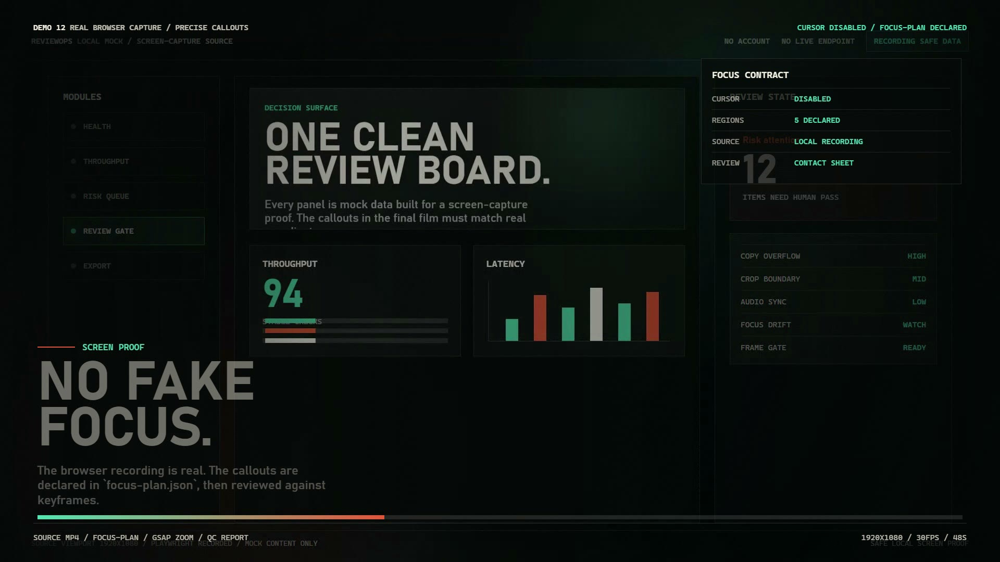 DEMO 12 REAL BROWSER CAPTURE / PRECISE CALLOUTS
CURSOR DISABLED / FOCUS-PLAN DECLARED
REVIEWOPS LOCAL MOCK / SCREEN-CAPTURE SOURCE
NO ACCOUNT NO LIVE ENDPOINT RECORDING SAFE DATA
MODULES
HEALTH
THROUGHPUT
RISK QUEUE
REVIEW GATE
EXPORT
DECISION SURFACE
ONE CLEAN
REVIEW BOARD.
Every panel is mock data built for a screen-capture
proof. The callouts in the final film must match real
THROUGHPUT
94
LATENCY
FOCUS CONTRACT
REVIEW STATE
CURSOR DISABLED
REGIONS 5 DECLARED
Risk attentio
SOURCE LOCAL RECORDING
REVIEW CONTACT SHEET
12
ITEMS NEED HUMAN PASS
COPY OVERFLOW HIGH
CROP BOUNDARY MID
AUDIO SYNC LOW
FOCUS DRIFT WATCH
FRAME GATE READY
SCREEN PROOF
NO FAKE
FOCUS.
The browser recording is real. The callouts are
declared in `focus-plan.json`, then reviewed against
keyframes.
SOURCE MP4 / FOCUS-PLAN / GSAP ZOOM / QC REPORT
1920X1080 / 30FPS / 48S
SOURCE VIEWPORT 1920X1080 / PLAYWRIGHT RECORDED / MOCK CONTENT ONLY
SAFE LOCAL SCREEN PROOF